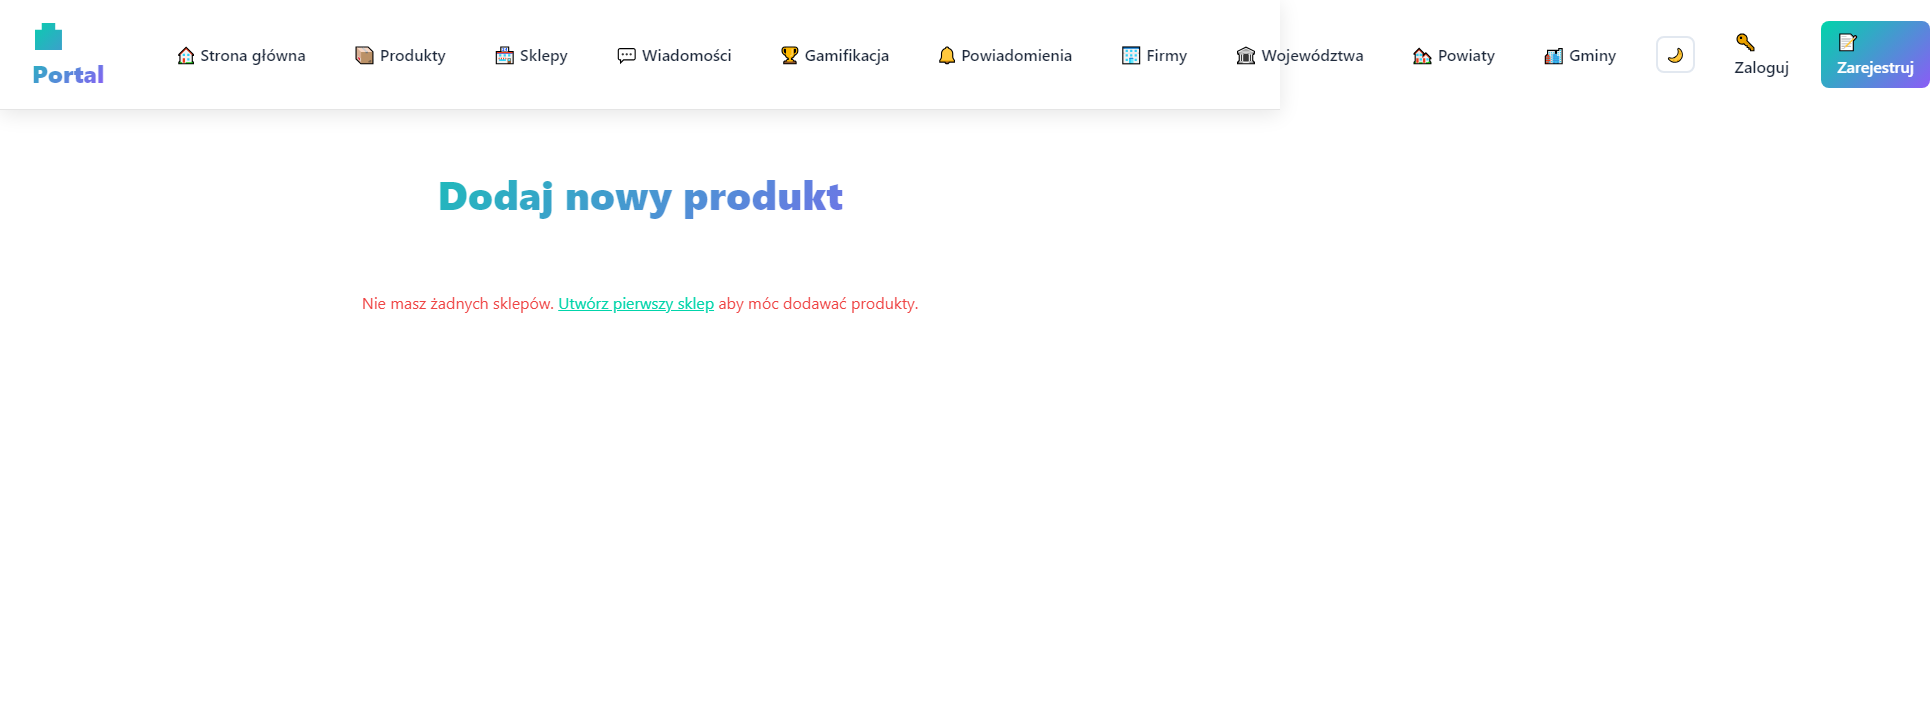 Portal
Strona główna
Produkty
Sklepy
Wiadomości
Gamifikacja
Powiadomienia
Firmy
Województwa
Powiaty
Gminy
Zaloguj
Zarejestruj
Dodaj nowy produkt
Nie masz żadnych sklepów. Utwórz pierwszy sklep aby móc dodawać produkty.